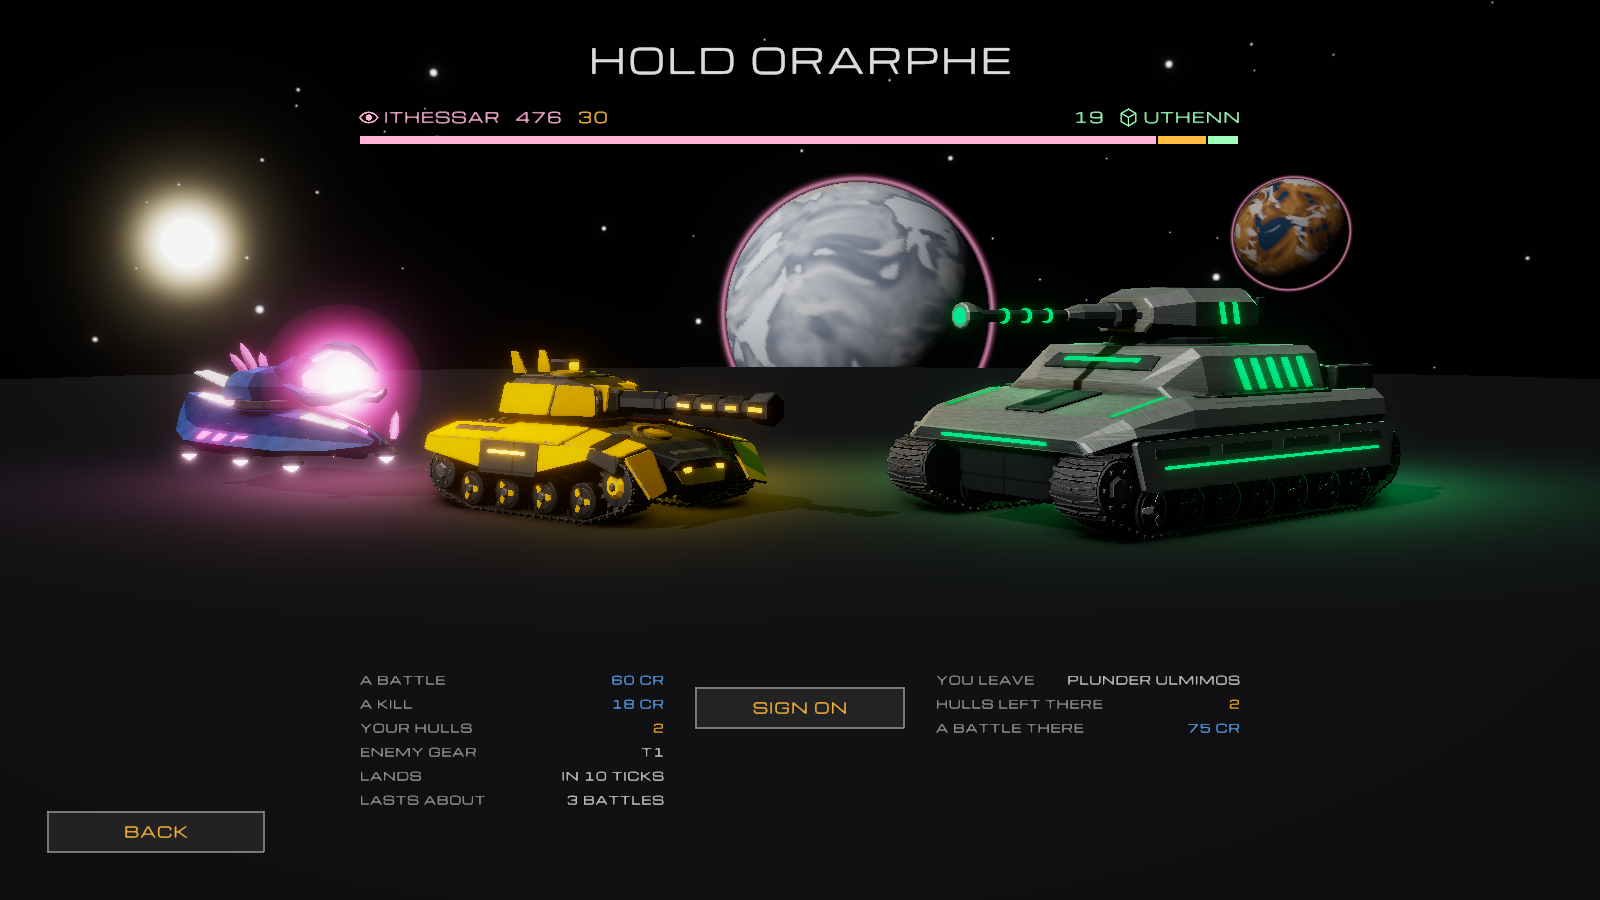 HOLD ORARPHE
ITHESSAR 476 30
19 UTHENN
A BATTLE 60 CR
A KILL 18 CR
YOUR HULLS 2
ENEMY GEAR T1
LANDS IN 10 TICKS
LASTS ABOUT 3 BATTLES
SIGN ON
YOU LEAVE PLUNDER ULMIMOS
HULLS LEFT THERE 2
A BATTLE THERE 75 CR
BACK